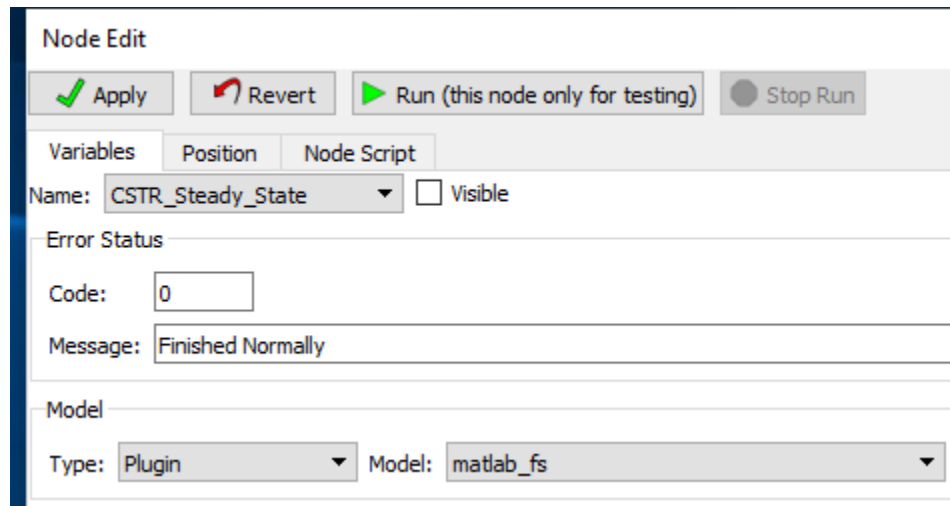 Node Edit
Apply Revert Run (this node only for testing) Stop Run
Variables Position Node Script
Name: CSTR_Steady_State Visible
Error Status
Code: 0
Message: Finished Normally
Model
Type: Plugin Model: matlab_fs